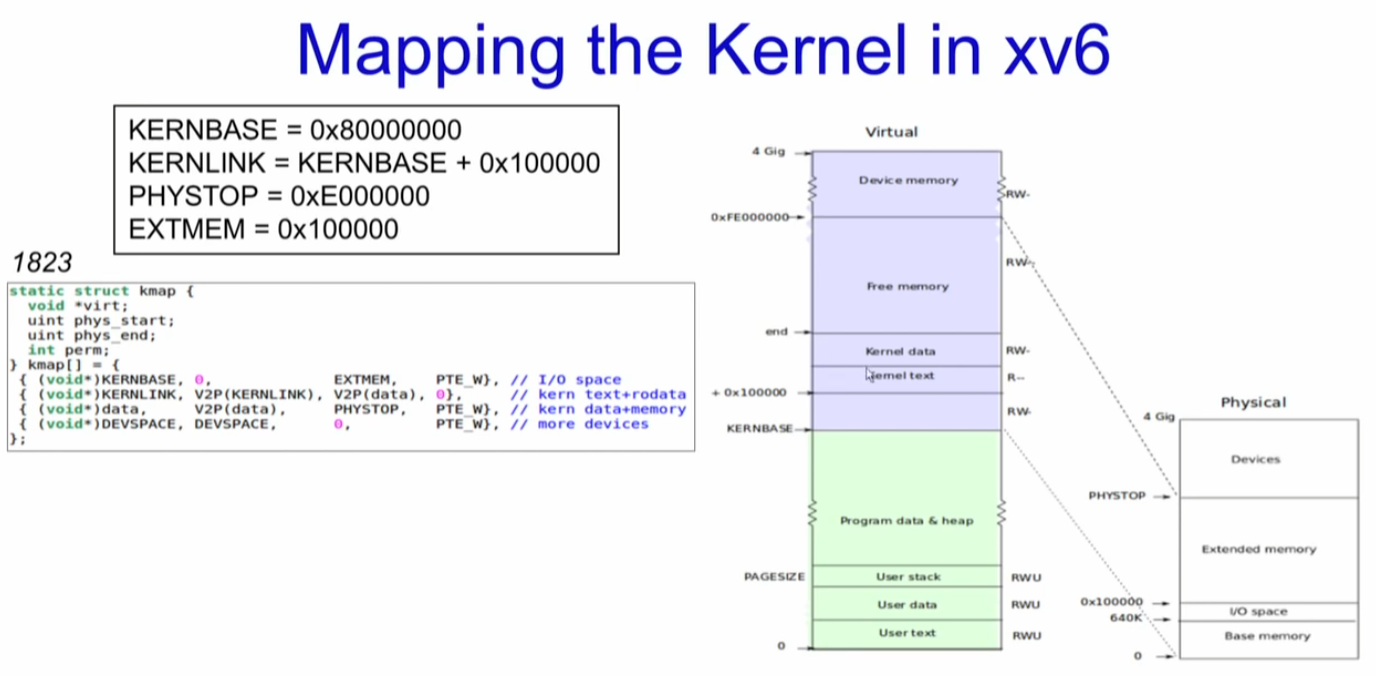 Mapping the Kernel in xv6
KERNBASE = 0x80000000
KERNLINK = KERNBASE + 0x100000
PHYSTOP = 0xE000000
EXTMEM = 0x100000
1823
static struct kmap {
void *virt;
uint phys_start;
uint phys_end;
int perm;
} kmap[] = {
{ (void*)KERNBASE, 0, EXTMEM, PTE_W}, // I/O space
{ (void*)KERNLINK, V2P(KERNLINK), V2P(data), 0}, // kern text+rodata
{ (void*)data, V2P(data), PHYSTOP, PTE_W}, // kern data+memory
{ (void*)DEVSPACE, DEVSPACE, 0, PTE_W}, // more devices
};
Virtual
4 Gig
Device memory
RW-
0xFE000000
RW-
Free memory
end
Kernel data
RW-
Kernel text
R--
+ 0x100000
RW-
KERNBASE
Program data & heap
PAGESIZE
User stack
RWU
User data
RWU
User text
RWU
0
Physical
4 Gig
Devices
PHYSTOP
Extended memory
0x100000
I/O space
640K
Base memory
0